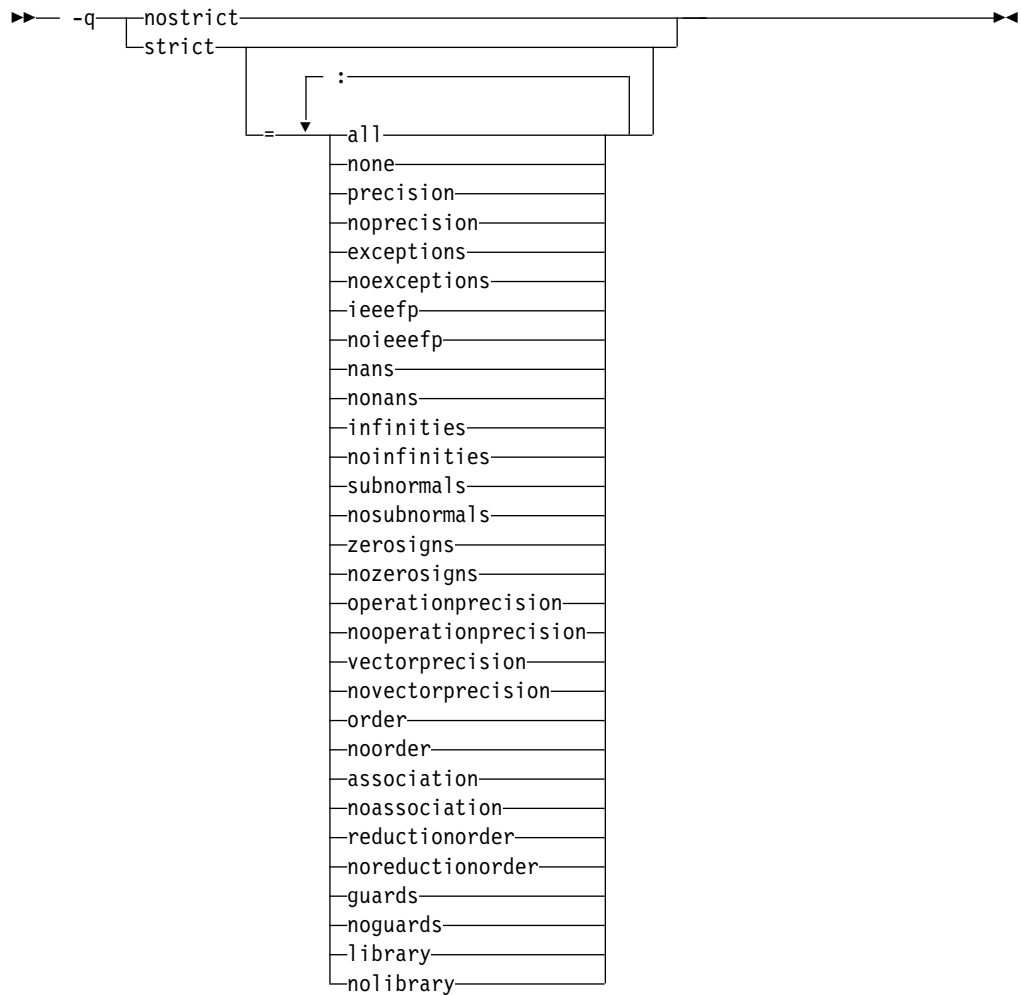 -q nostrict
strict
:
= all
none
precision
noprecision
exceptions
noexceptions
ieeefp
noieeefp
nans
nonans
infinities
noinfinities
subnormals
nosubnormals
zerosigns
nozerosigns
operationprecision
nooperationprecision
vectorprecision
novectorprecision
order
noorder
association
noassociation
reductionorder
noreductionorder
guards
noguards
library
nolibrary